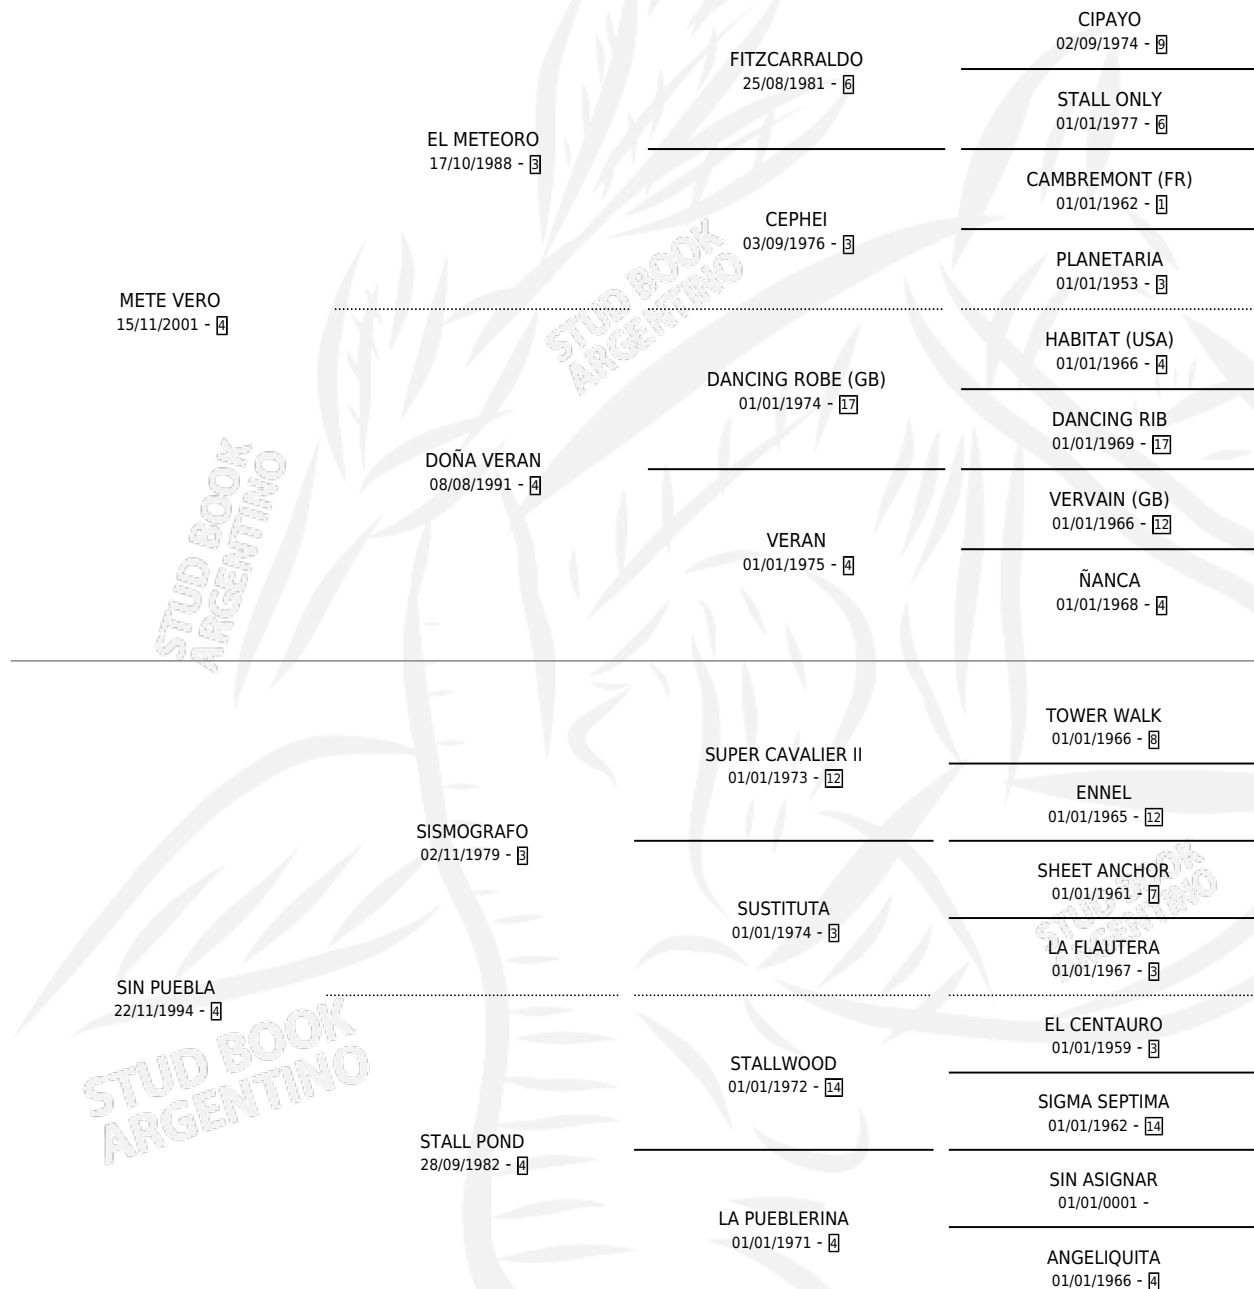 CIPAYO
02/09/1974 - 9
FITZCARRALDO
25/08/1981 - 6
STALL ONLY
01/01/1977 - 6
EL METEORO
17/10/1988 - 3
CAMBREMONT (FR)
01/01/1962 - 1
CEPHEI
03/09/1976 - 3
PLANETARIA
01/01/1953 - 3
METE VERO
15/11/2001 - 4
HABITAT (USA)
01/01/1966 - 4
DANCING ROBE (GB)
01/01/1974 - 17
DANCING RIB
01/01/1969 - 17
DOÑA VERAN
08/08/1991 - 4
VERVAIN (GB)
01/01/1966 - 12
VERAN
01/01/1975 - 4
ÑANCA
01/01/1968 - 4
STUD BOOK
ARGENTINO
STUD BOOK
ARGENTINO
TOWER WALK
01/01/1966 - 8
SUPER CAVALIER II
01/01/1973 - 12
ENNEL
01/01/1965 - 12
SISMOGRAFO
02/11/1979 - 3
SHEET ANCHOR
01/01/1961 - 7
SUSTITUTA
01/01/1974 - 3
LA FLAUTERA
01/01/1967 - 3
SIN PUEBLA
22/11/1994 - 4
EL CENTAURO
01/01/1959 - 3
STALLWOOD
01/01/1972 - 14
SIGMA SEPTIMA
01/01/1962 - 14
STALL POND
28/09/1982 - 4
SIN ASIGNAR
01/01/0001 -
LA PUEBLERINA
01/01/1971 - 4
ANGELIQUITA
01/01/1966 - 4
STUD BOOK
ARGENTINO
STUD BOOK
ARGENTINO